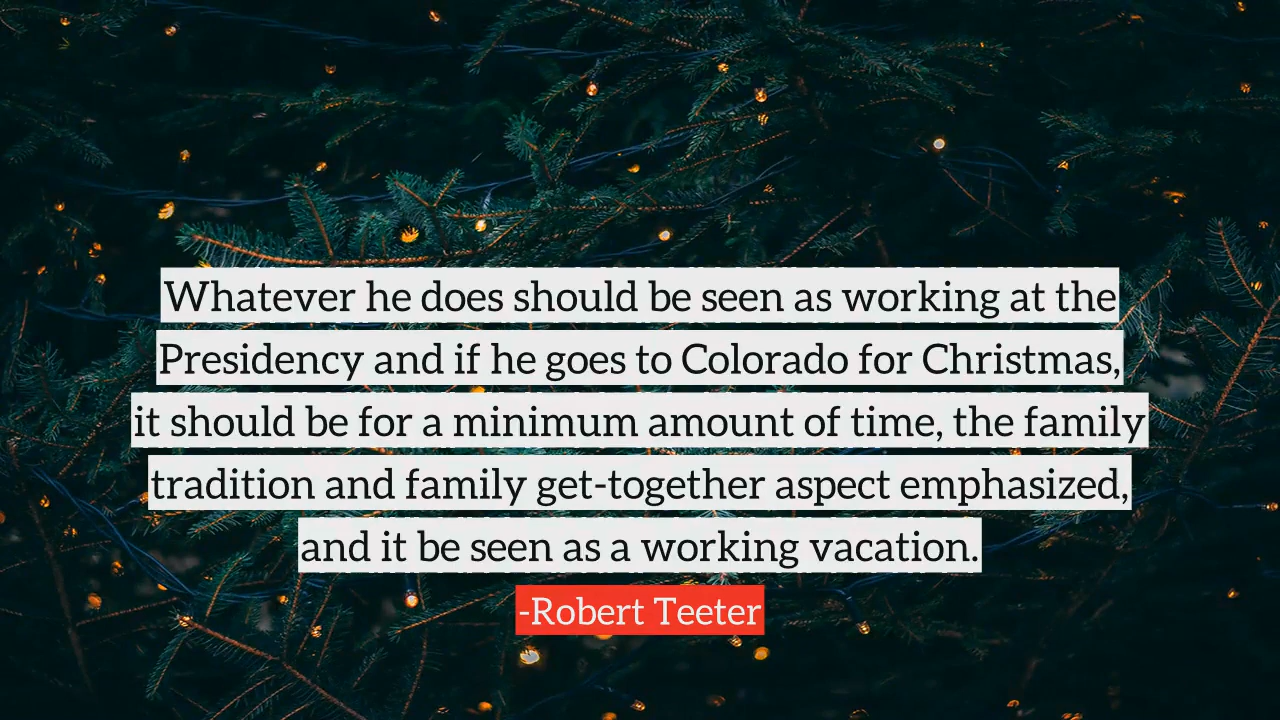 Whatever he does should be seen as working at the
Presidency and if he goes to Colorado for Christmas,
it should be for a minimum amount of time, the family
tradition and family get-together aspect emphasized,
and it be seen as a working vacation.
-Robert Teeter